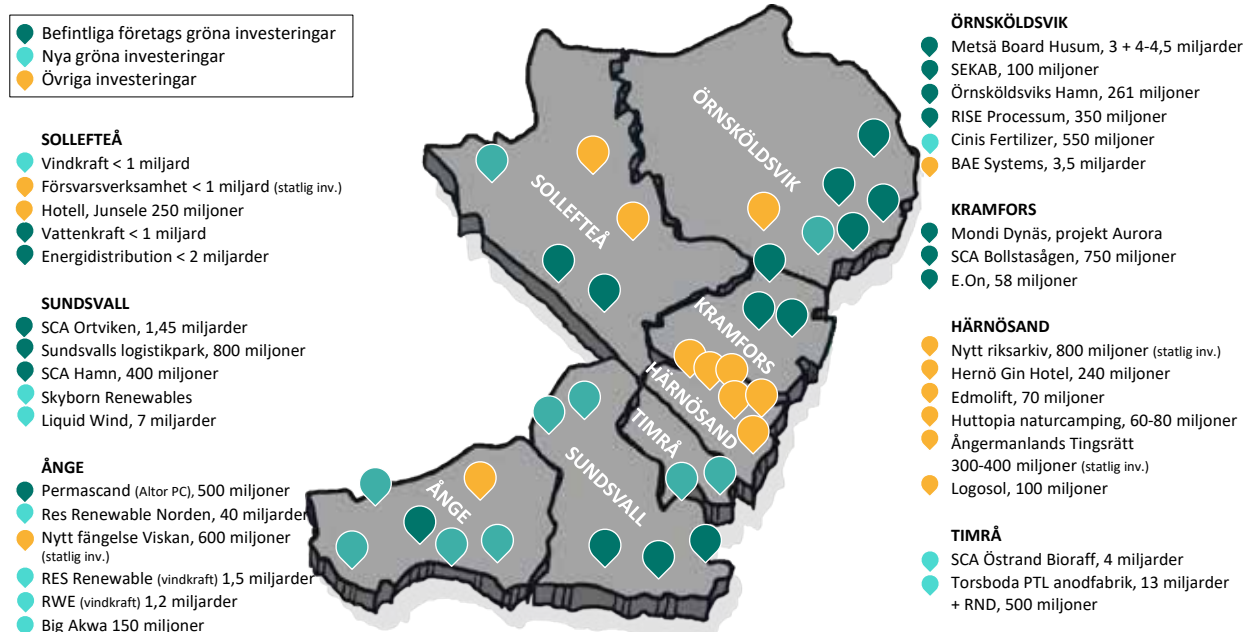 Befintliga företags gröna investeringar
Nya gröna investeringar
Övriga investeringar
SOLLEFTEÅ
Vindkraft < 1 miljard
Försvarsverksamhet < 1 miljard (statlig inv.)
Hotell, Junsele 250 miljoner
Vattenkraft < 1 miljard
Energidistribution < 2 miljarder
SUNDSVALL
SCA Ortviken, 1,45 miljarder
Sundsvalls logistikpark, 800 miljoner
SCA Hamn, 400 miljoner
Skyborn Renewables
Liquid Wind, 7 miljarder
ÅNGE
Permascand (Altor PC), 500 miljoner
Res Renewable Norden, 40 miljarder
Nytt fängelse Viskan, 600 miljoner
(statlig inv.)
RES Renewable (vindkraft) 1,5 miljarder
RWE (vindkraft) 1,2 miljarder
Big Akwa 150 miljoner
ÖRNSKÖLDSVIK
SOLLEFTEÅ
KRAMFORS
HÄRNÖSAND
TIMRÅ
SUNDSVALL
ÅNGE
ÖRNSKÖLDSVIK
Metsä Board Husum, 3 + 4-4,5 miljarder
SEKAB, 100 miljoner
Örnsköldsviks Hamn, 261 miljoner
RISE Processum, 350 miljoner
Cinis Fertilizer, 550 miljoner
BAE Systems, 3,5 miljarder
KRAMFORS
Mondi Dynäs, projekt Aurora
SCA Bollstasågen, 750 miljoner
E.On, 58 miljoner
HÄRNÖSAND
Nytt riksarkiv, 800 miljoner (statlig inv.)
Hernö Gin Hotel, 240 miljoner
Edmolift, 70 miljoner
Huttopia naturcamping, 60-80 miljoner
Ångermanlands Tingsrätt
300-400 miljoner (statlig inv.)
Logosol, 100 miljoner
TIMRÅ
SCA Östrand Bioraff, 4 miljarder
Torsboda PTL anodfabrik, 13 miljarder
+ RND, 500 miljoner